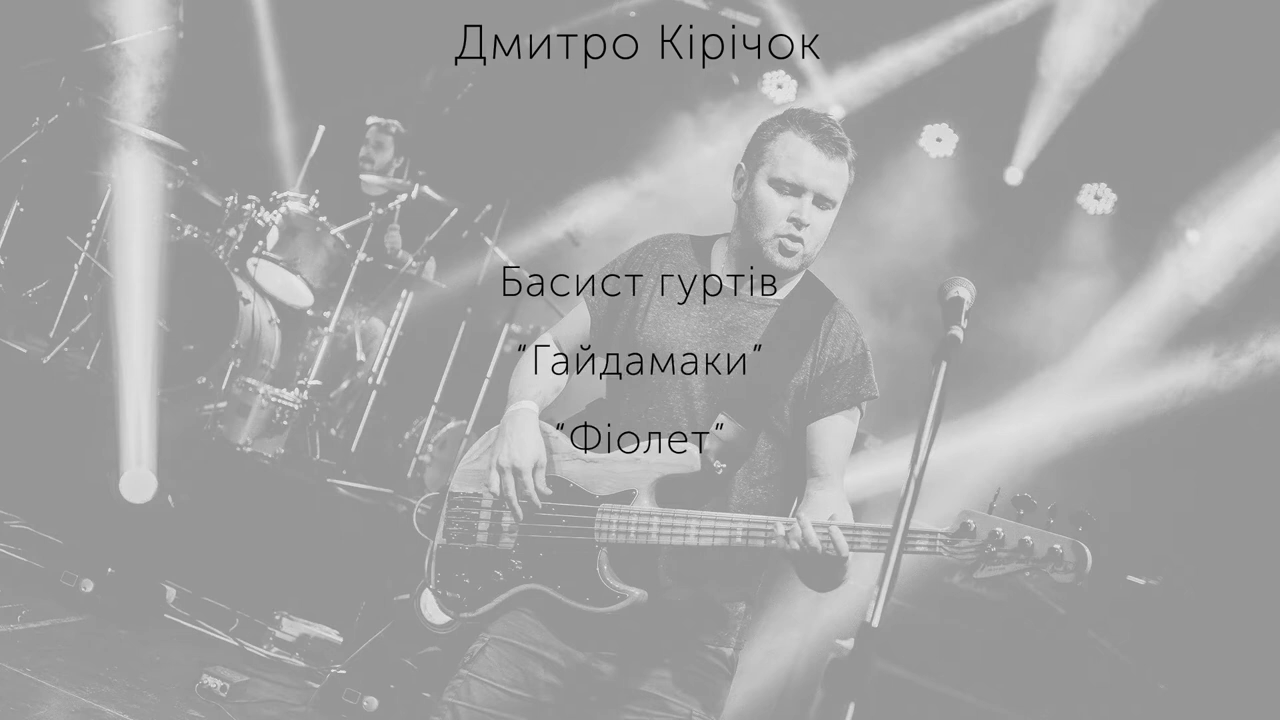 Дмитро Кірічок
Басист гуртів
“Гайдамаки”
“Фіолет”